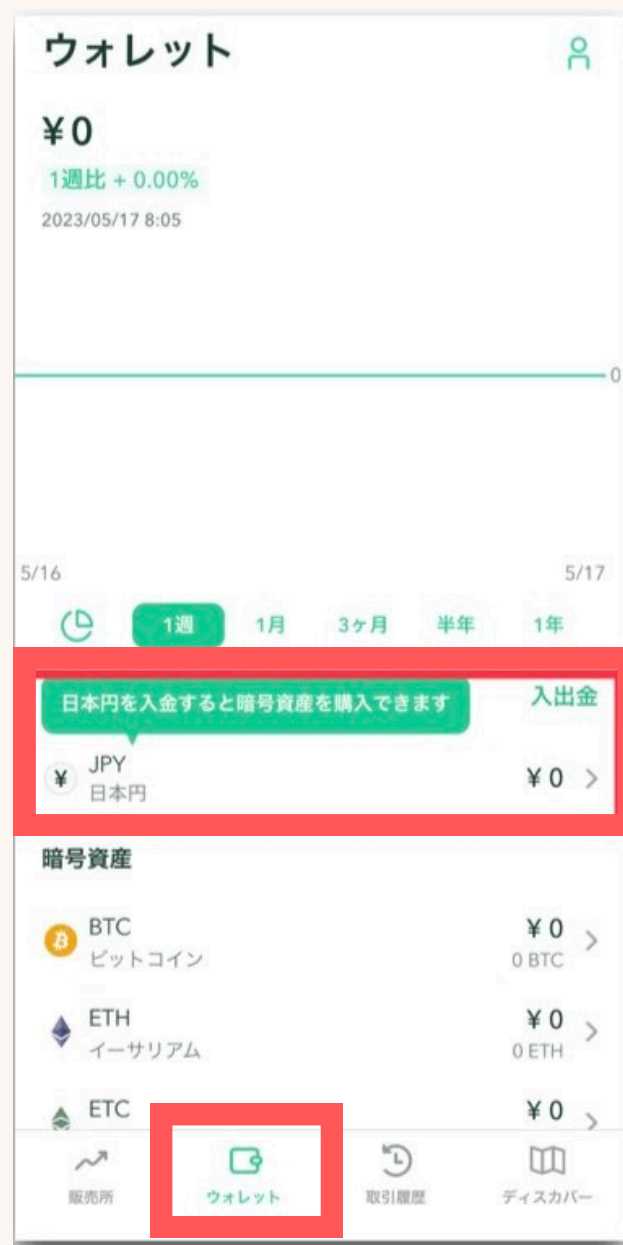 ウォレット
¥0
1週比 + 0.00%
2023/05/17 8:05
0
5/16 5/17
1週 1月 3ヶ月 半年 1年
日本円を入金すると暗号資産を購入できます 入出金
¥ JPY ¥0
日本円
暗号資産
BTC ¥0
ビットコイン 0 BTC
ETH ¥0
イーサリアム 0 ETH
ETC ¥0
販売所 ウォレット 取引履歴 ディスカバー